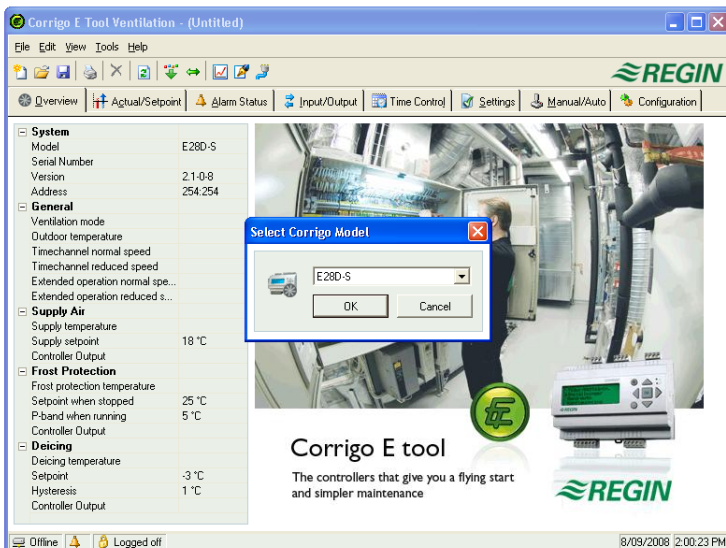 Corrigo E Tool Ventilation - (Untitled)
File Edit View Tools Help
REGIN
Overview Actual/Setpoint Alarm Status Input/Output Time Control Settings Manual/Auto Configuration
System
Model E28D-S
Serial Number
Version 2.1-0-8
Address 254:254
General
Ventilation mode
Outdoor temperature
Timechannel normal speed
Timechannel reduced speed
Extended operation normal spe...
Extended operation reduced s...
Supply Air
Supply temperature
Supply setpoint 18 °C
Controller Output
Frost Protection
Frost protection temperature
Setpoint when stopped 25 °C
P-band when running 5 °C
Controller Output
Deicing
Deicing temperature
Setpoint -3 °C
Hysteresis 1 °C
Controller Output
Select Corrigo Model
E28D-S
OK Cancel
Corrigo E tool
The controllers that give you a flying start
and simpler maintenance
REGIN
Offline Logged off 8/09/2008 2:00:23 PM